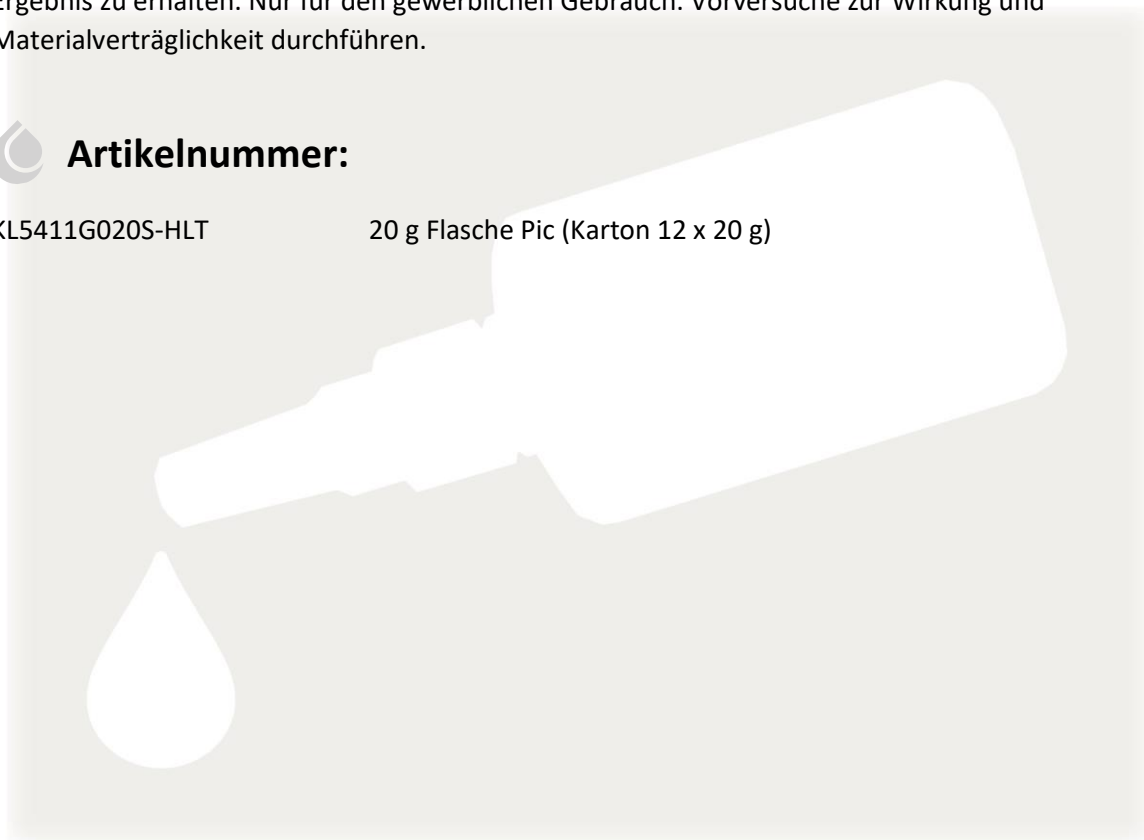 Ergebnis zu erhalten. Nur für den gewerblichen Gebrauch. Vorversuche zur Wirkung und
Materialverträglichkeit durchführen.
Artikelnummer:
KL5411G020S-HLT 20 g Flasche Pic (Karton 12 x 20 g)